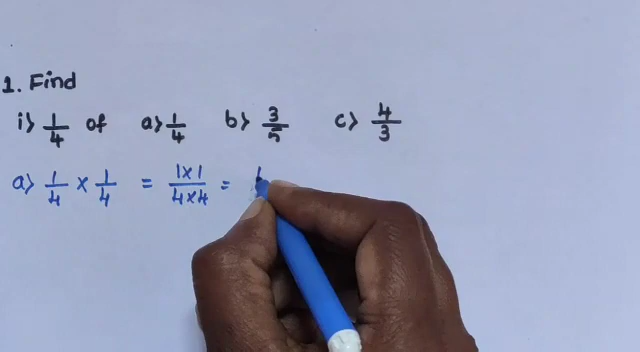 1. Find
i) 1/4 of a) 1/4 b) 3/5 c) 4/3
a) 1/4 × 1/4 = 1×1/4×4 = 1